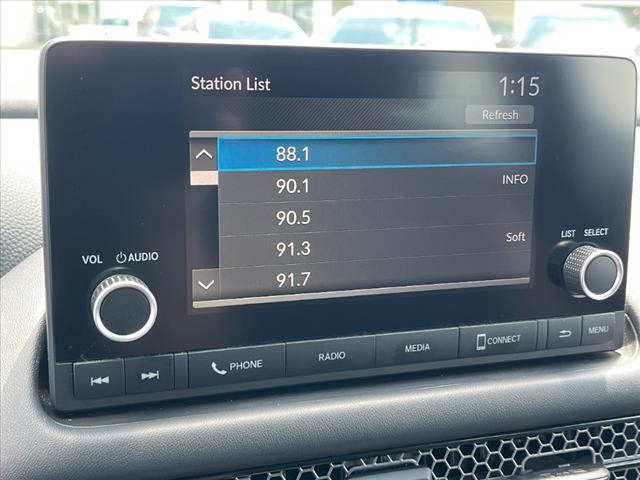 Station List 1:15
Refresh
88.1
90.1 INFO
90.5
91.3 Soft
91.7
VOL AUDIO
LIST SELECT
PHONE RADIO MEDIA CONNECT MENU